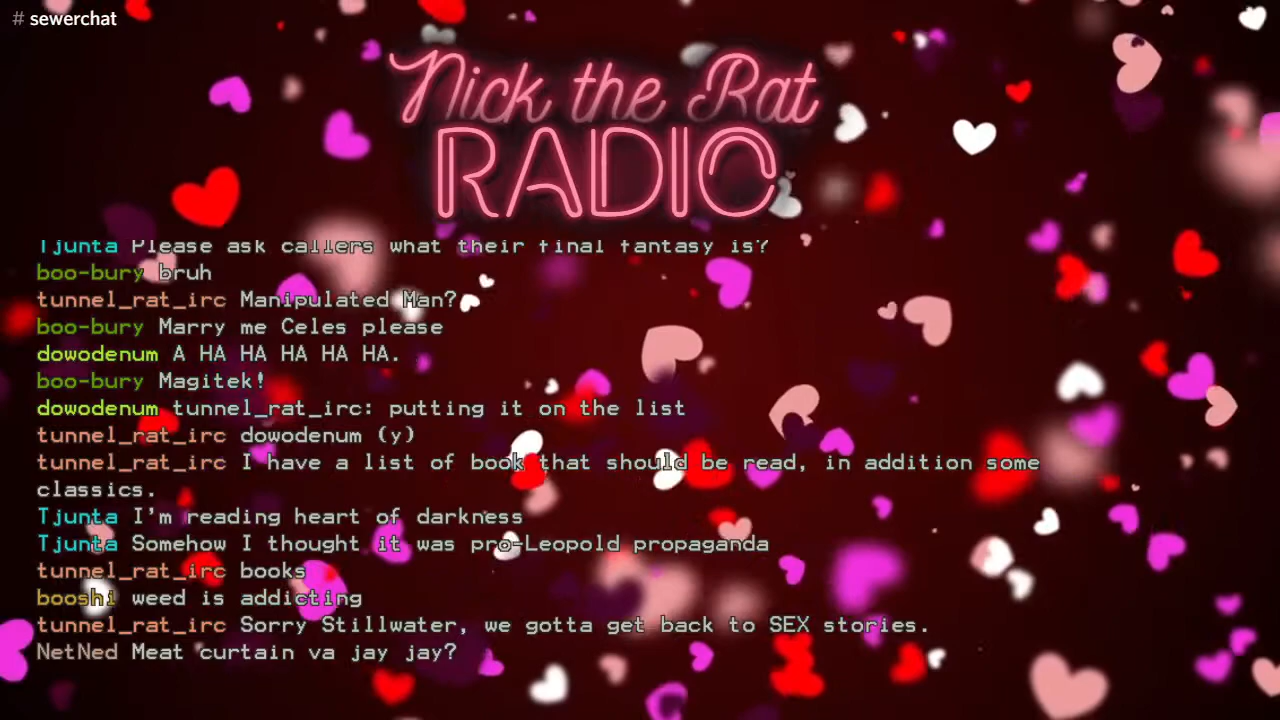 # sewerchat
Nick the Rat
RADIO
Tjunta Please ask callers what their final fantasy is?
boo-bury bruh
tunnel_rat_irc Manipulated Man?
boo-bury Marry me Celes please
dowodenum A HA HA HA HA HA.
boo-bury Magitek!
dowodenum tunnel_rat_irc: putting it on the list
tunnel_rat_irc dowodenum (y)
tunnel_rat_irc I have a list of book that should be read, in addition some
classics.
Tjunta I'm reading heart of darkness
Tjunta Somehow I thought it was pro-Leopold propaganda
tunnel_rat_irc books
booshi weed is addicting
tunnel_rat_irc Sorry Stillwater, we gotta get back to SEX stories.
NetNed Meat curtain va jay jay?